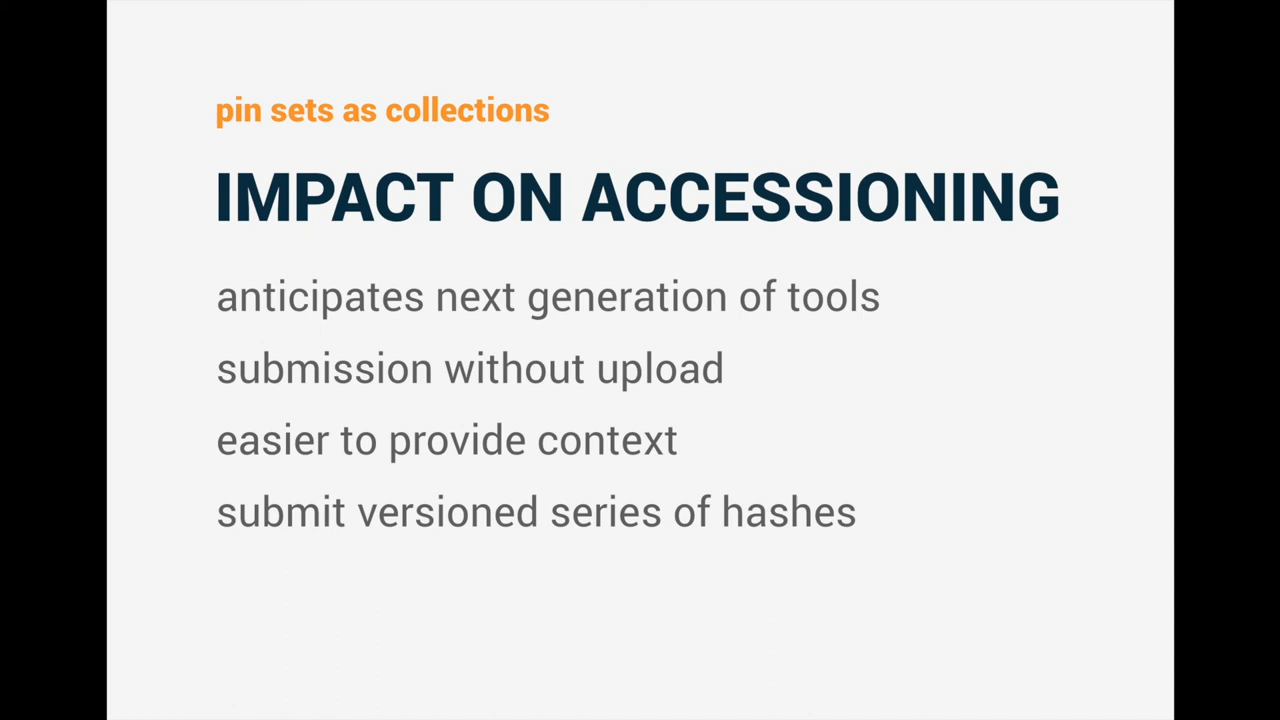 pin sets as collections
IMPACT ON ACCESSIONING
anticipates next generation of tools
submission without upload
easier to provide context
submit versioned series of hashes